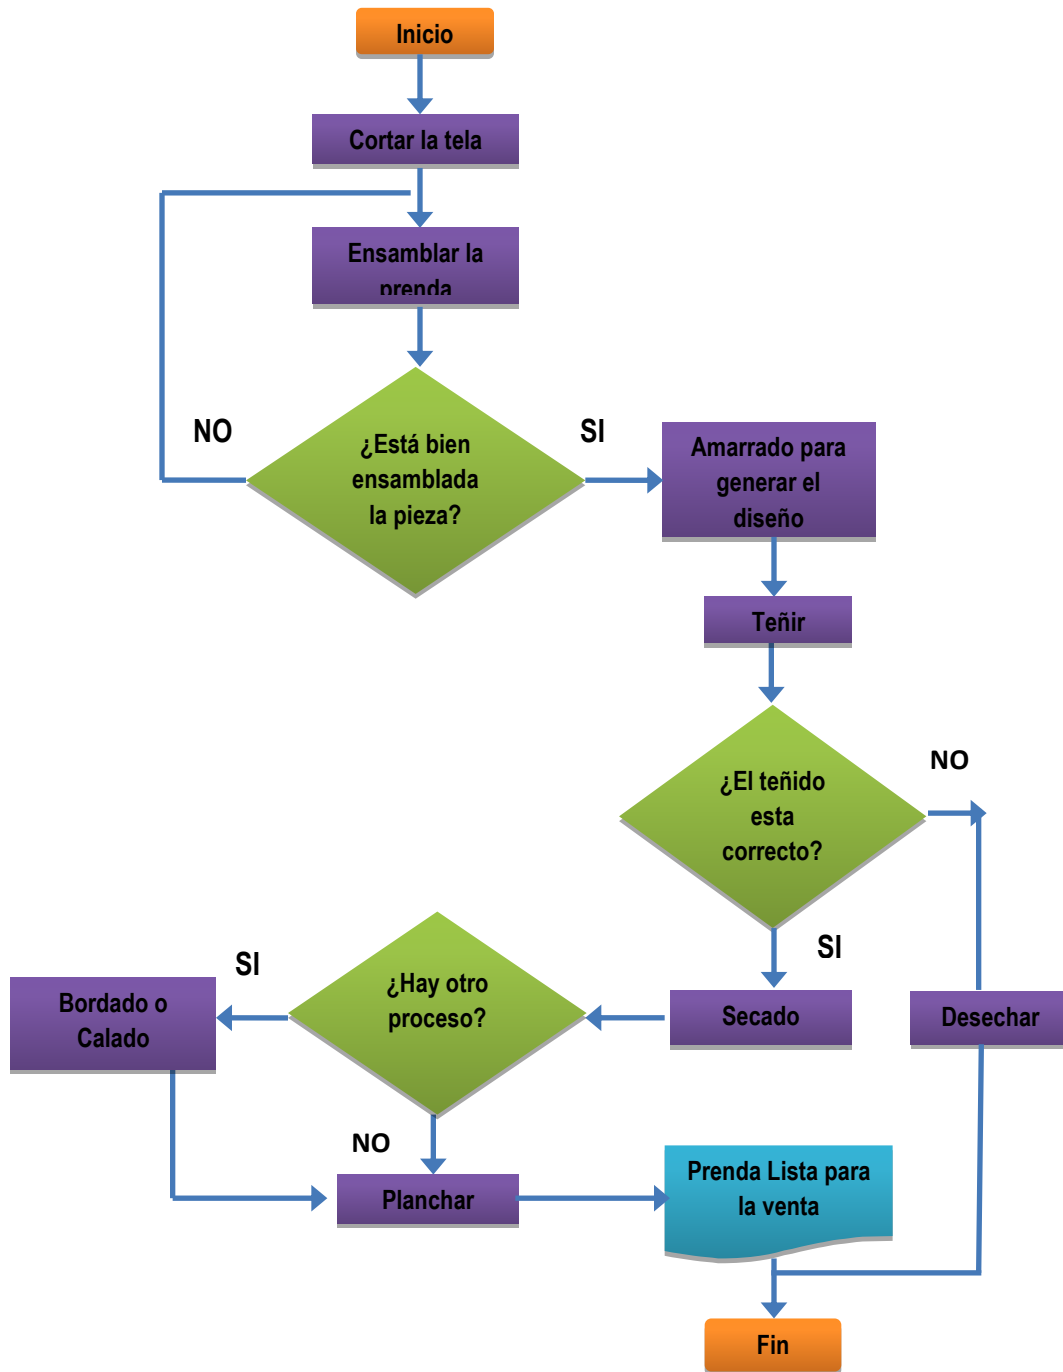 Inicio
Cortar la tela
Ensamblar la
prenda
¿Está bien
ensamblada
la pieza?
NO
SI
Amarrado para
generar el
diseño
Teñir
¿El teñido
esta
correcto?
NO
SI
Secado
Desechar
¿Hay otro
proceso?
SI
Bordado o
Calado
NO
Planchar
Prenda Lista para
la venta
Fin